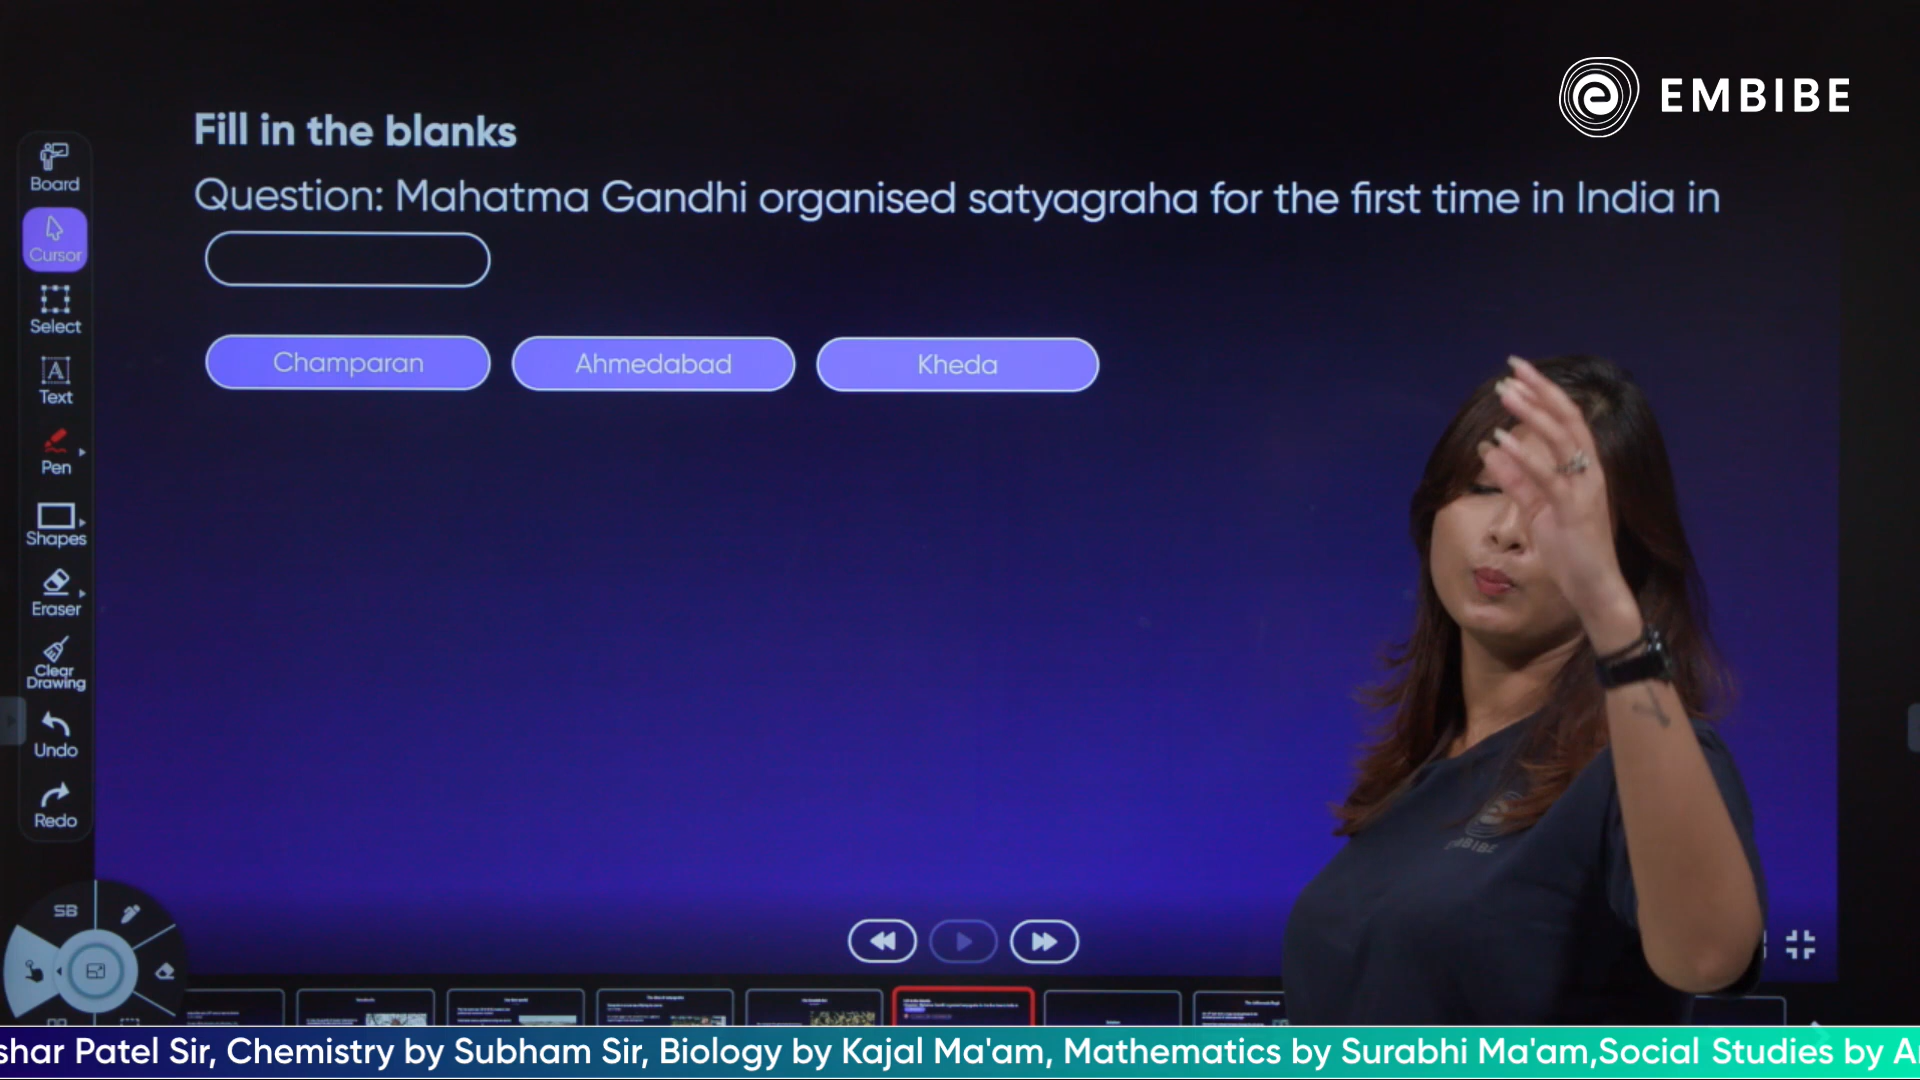 EMBIBE
Fill in the blanks
Question: Mahatma Gandhi organised satyagraha for the first time in India in
Champaran
Ahmedabad
Kheda
Board
Cursor
Select
A
Text
Pen
Shapes
Eraser
Clear
Drawing
Undo
Redo
SB
EMBIBE
shar Patel Sir, Chemistry by Subham Sir, Biology by Kajal Ma'am, Mathematics by Surabhi Ma'am,Social Studies by A